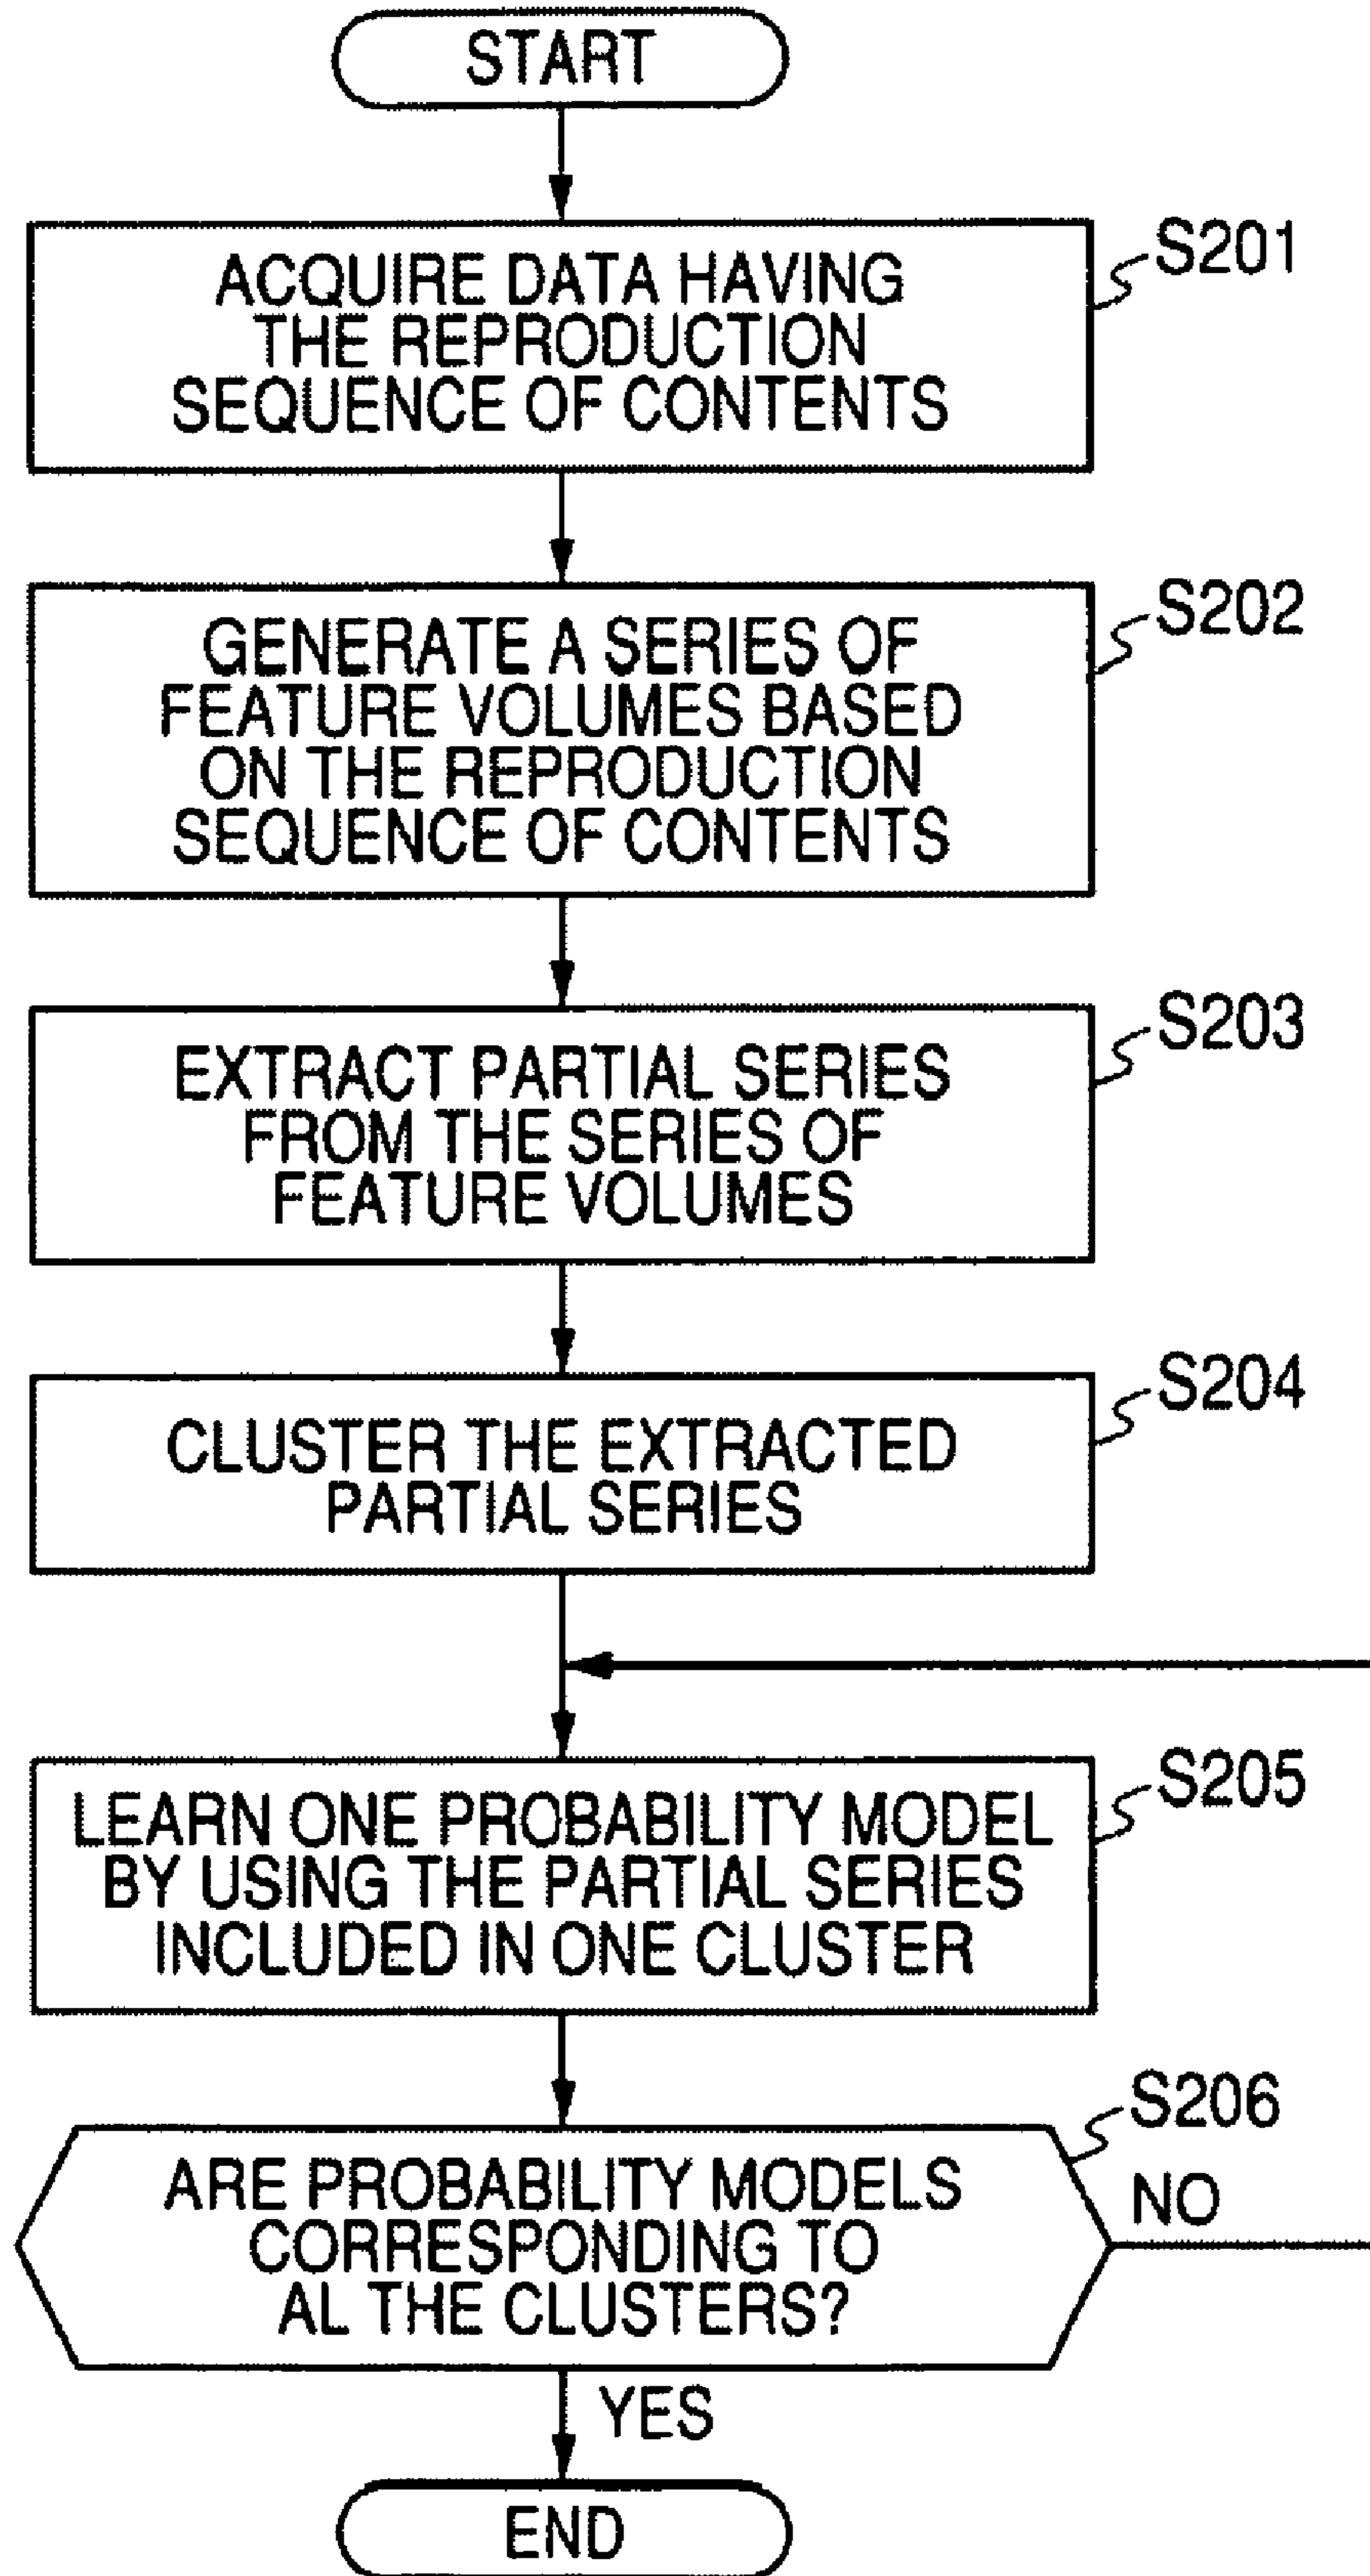 START
ACQUIRE DATA HAVING
THE REPRODUCTION
SEQUENCE OF CONTENTS
S201
GENERATE A SERIES OF
FEATURE VOLUMES BASED
ON THE REPRODUCTION
SEQUENCE OF CONTENTS
S202
EXTRACT PARTIAL SERIES
FROM THE SERIES OF
FEATURE VOLUMES
S203
CLUSTER THE EXTRACTED
PARTIAL SERIES
S204
LEARN ONE PROBABILITY MODEL
BY USING THE PARTIAL SERIES
INCLUDED IN ONE CLUSTER
S205
ARE PROBABILITY MODELS
CORRESPONDING TO
AL THE CLUSTERS?
S206
NO
YES
END